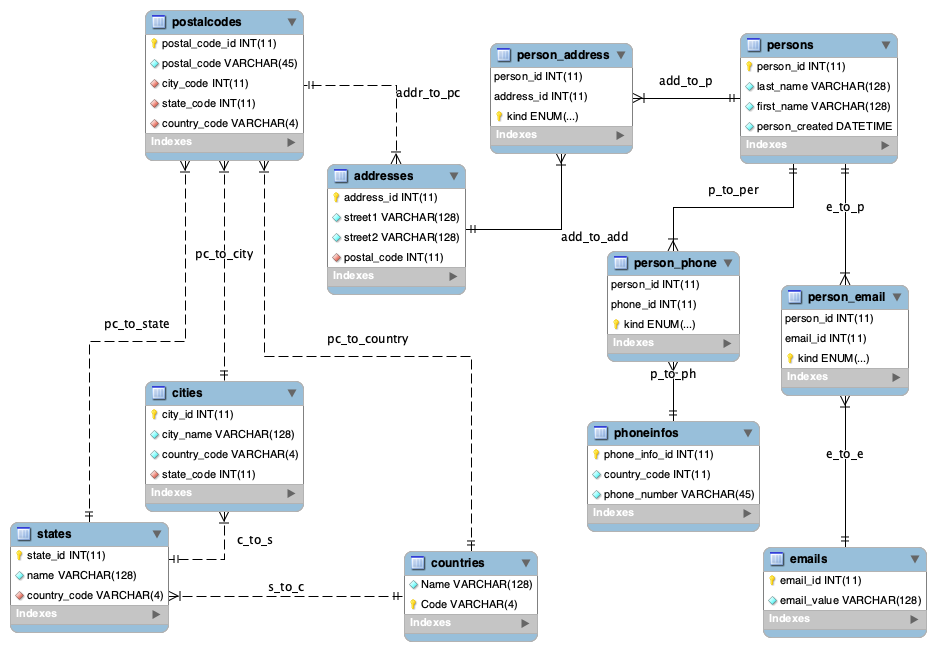 postalcodes
postal_code_id INT(11)
postal_code VARCHAR(45)
city_code INT(11)
state_code INT(11)
country_code VARCHAR(4)
Indexes
addr_to_pc
person_address
person_id INT(11)
address_id INT(11)
kind ENUM(...)
Indexes
add_to_p
persons
person_id INT(11)
last_name VARCHAR(128)
first_name VARCHAR(128)
person_created DATETIME
Indexes
addresses
address_id INT(11)
street1 VARCHAR(128)
street2 VARCHAR(128)
postal_code INT(11)
Indexes
add_to_add
p_to_per
e_to_p
pc_to_city
pc_to_state
pc_to_country
person_phone
person_id INT(11)
phone_id INT(11)
kind ENUM(...)
Indexes
person_email
person_id INT(11)
email_id INT(11)
kind ENUM(...)
Indexes
p_to_ph
cities
city_id INT(11)
city_name VARCHAR(128)
country_code VARCHAR(4)
state_code INT(11)
Indexes
phoneinfos
phone_info_id INT(11)
country_code INT(11)
phone_number VARCHAR(45)
Indexes
e_to_e
states
state_id INT(11)
name VARCHAR(128)
country_code VARCHAR(4)
Indexes
c_to_s
s_to_c
countries
Name VARCHAR(128)
Code VARCHAR(4)
Indexes
emails
email_id INT(11)
email_value VARCHAR(128)
Indexes